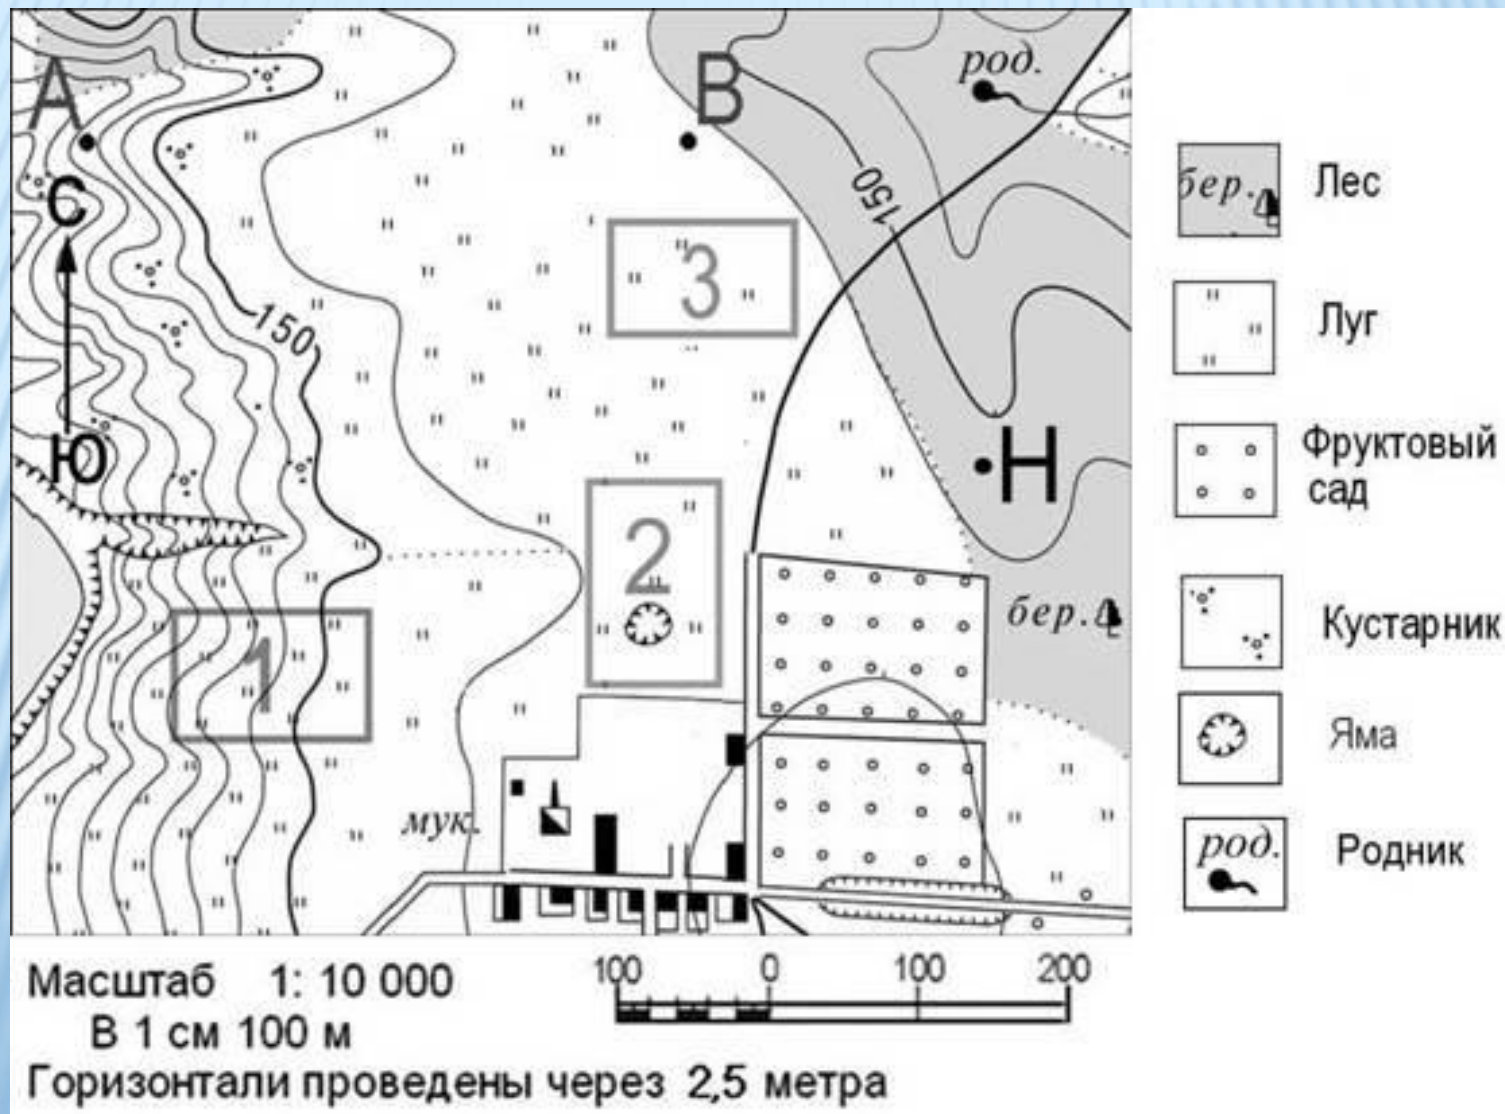 А
В
род.
С
150
3
150
Ю
Н
2
бер.
1
мук.
бер.
Лес
Луг
Фруктовый
сад
Кустарник
Яма
род.
Родник
Масштаб 1: 10 000
В 1 см 100 м
Горизонтали проведены через 2,5 метра
100 0 100 200